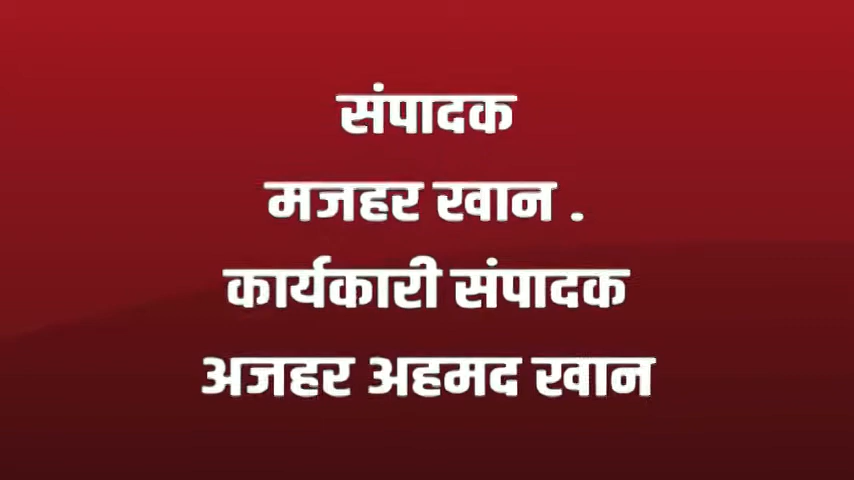 संपादक
मजहर खान .
कार्यकारी संपादक
अजहर अहमद खान